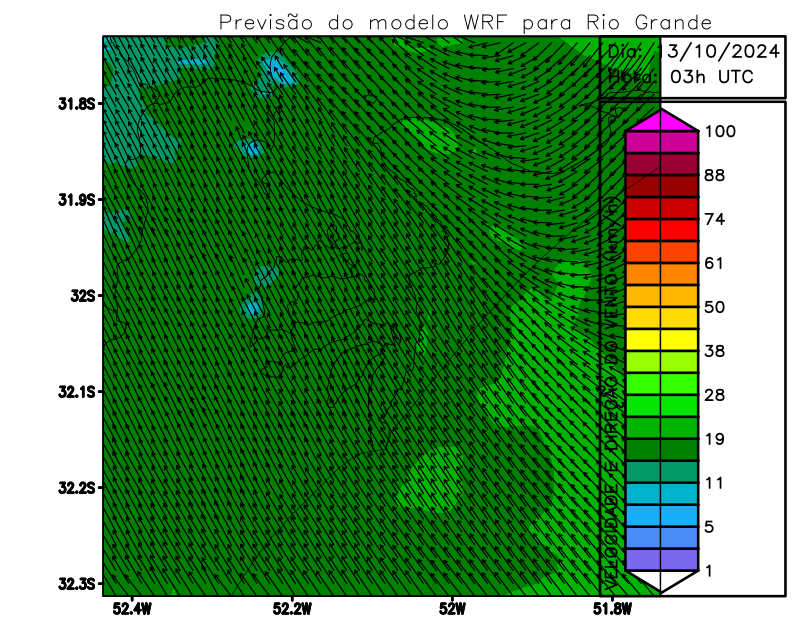 Previsão do modelo WRF para Rio Grande
Dia: 13/10/2024
Hora: 03h UTC
31.8S
31.9S
32S
32.1S
32.2S
32.3S
52.4W
52.2W
52W
51.8W
VELOCIDADE E DIREÇÃO DO VENTO (km/h)
100
88
74
61
50
38
28
19
11
5
1